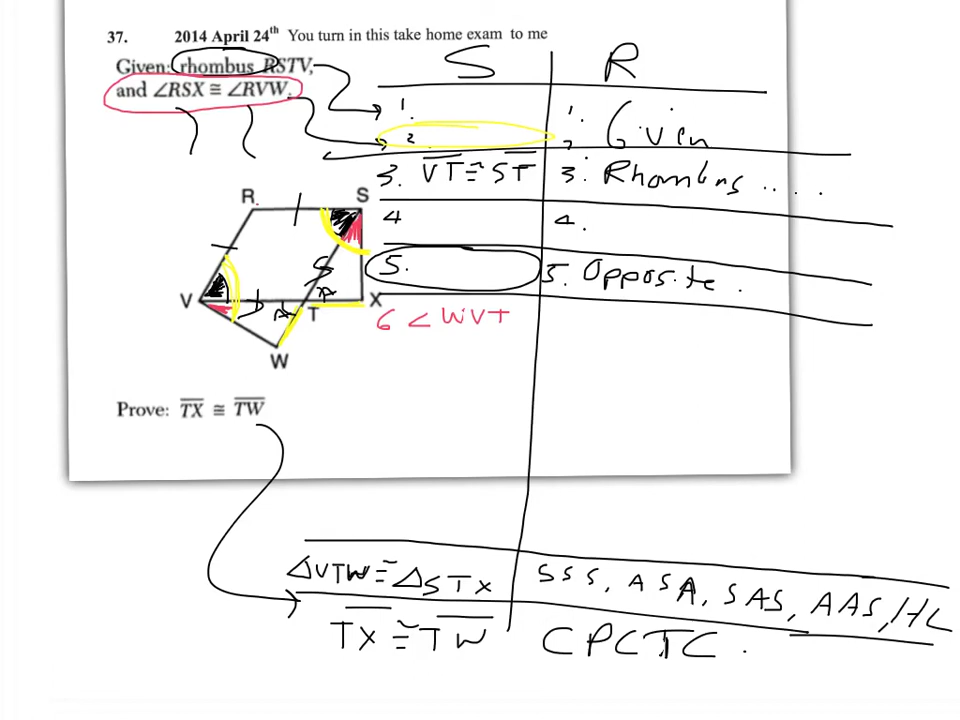 37. 2014 April 24th You turn in this take home exam to me
Given: rhombus RSTV,
and ∠RSX ≅ ∠RVW.
S R
1. 1. Given
2 2
3. VT ≅ ST 3. Rhombus ....
4 4.
5. 5. Opposite.
6 < WVT
R S
V T X
W
Prove: TX ≅ TW
△VTW ≅ △STX SSS, ASA, SAS, AAS, HL
TX ≅ TW CPCTC.